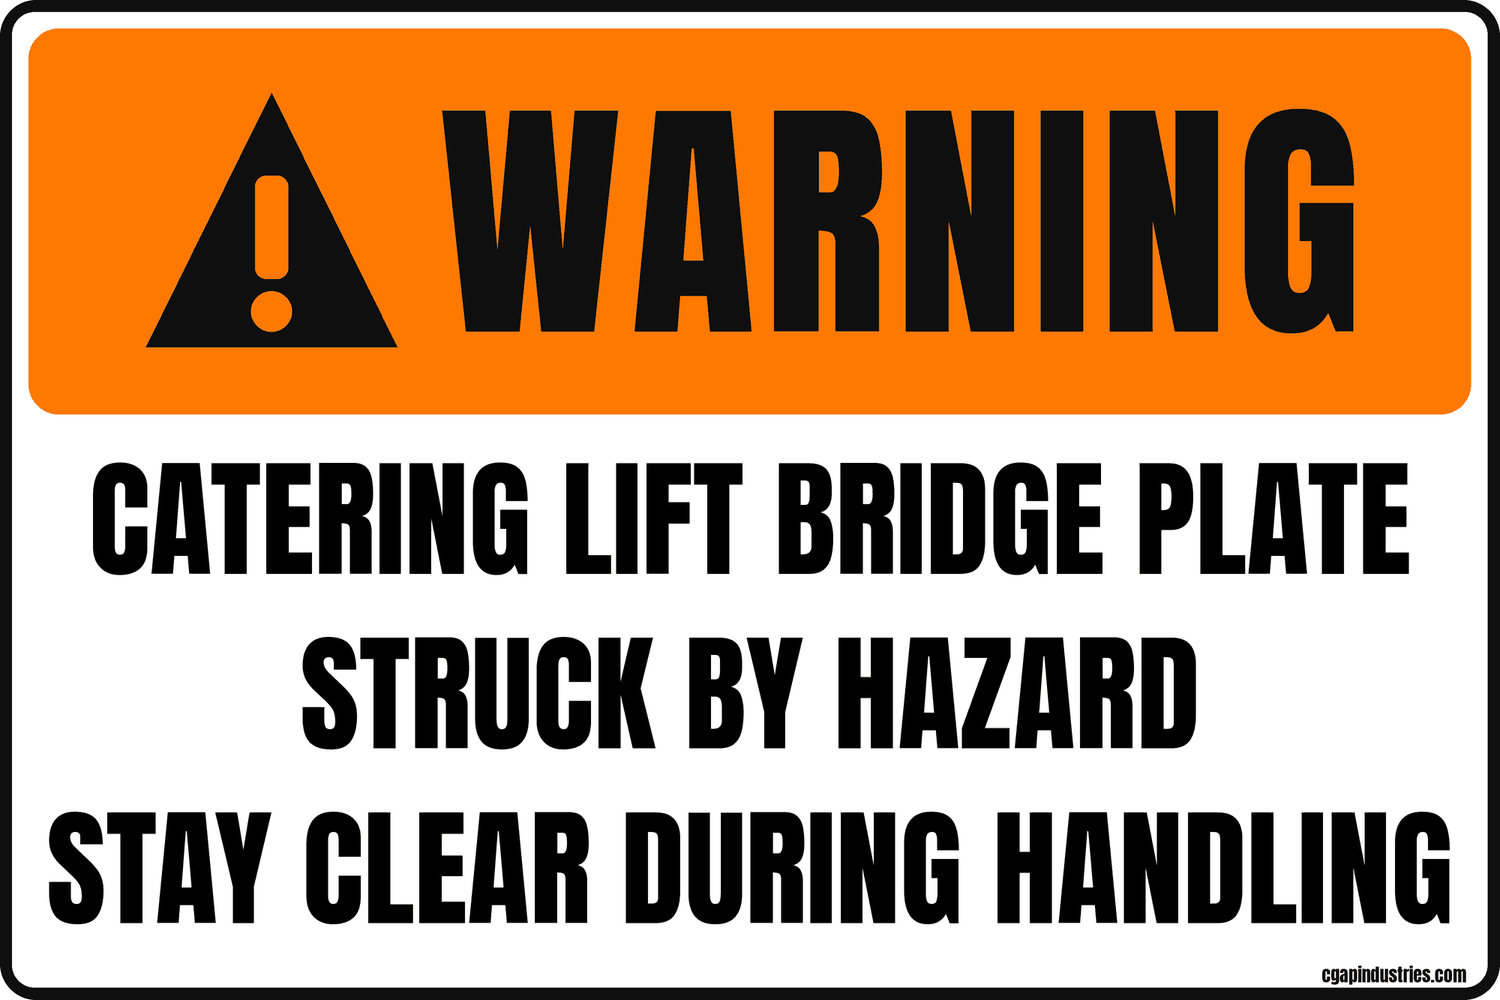 WARNING
CATERING LIFT BRIDGE PLATE
STRUCK BY HAZARD
STAY CLEAR DURING HANDLING
cgapindustries.com